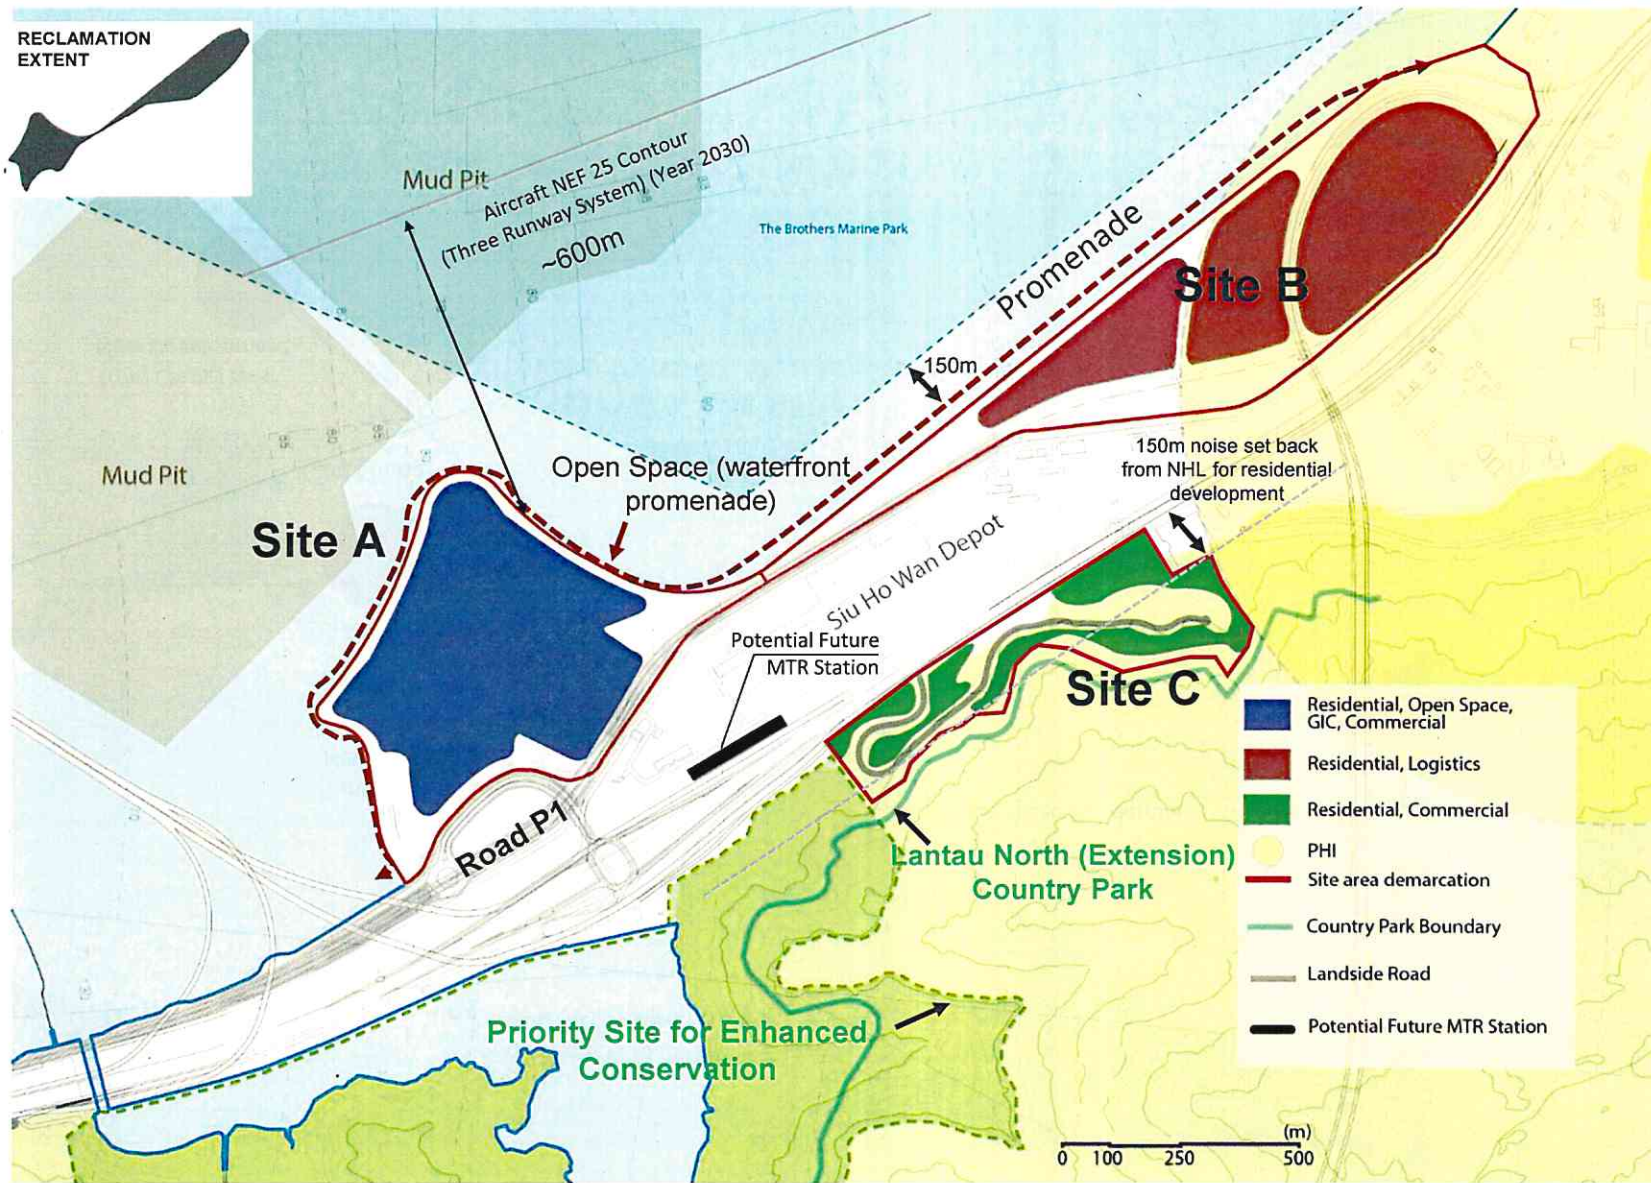 RECLAMATION
EXTENT
Mud Pit
Aircraft NEF 25 Contour
(Three Runway System) (Year 2030)
~600m
The Brothers Marine Park
Promenade
Site B
150m
Mud Pit
Open Space (waterfront
promenade)
Site A
150m noise set back
from NHL for residential
development
Siu Ho Wan Depot
Potential Future
MTR Station
Site C
Road P1
Lantau North (Extension)
Country Park
Priority Site for Enhanced
Conservation
Residential, Open Space,
GIC, Commercial
Residential, Logistics
Residential, Commercial
PHI
Site area demarcation
Country Park Boundary
Landside Road
Potential Future MTR Station
(m)
0 100 250 500